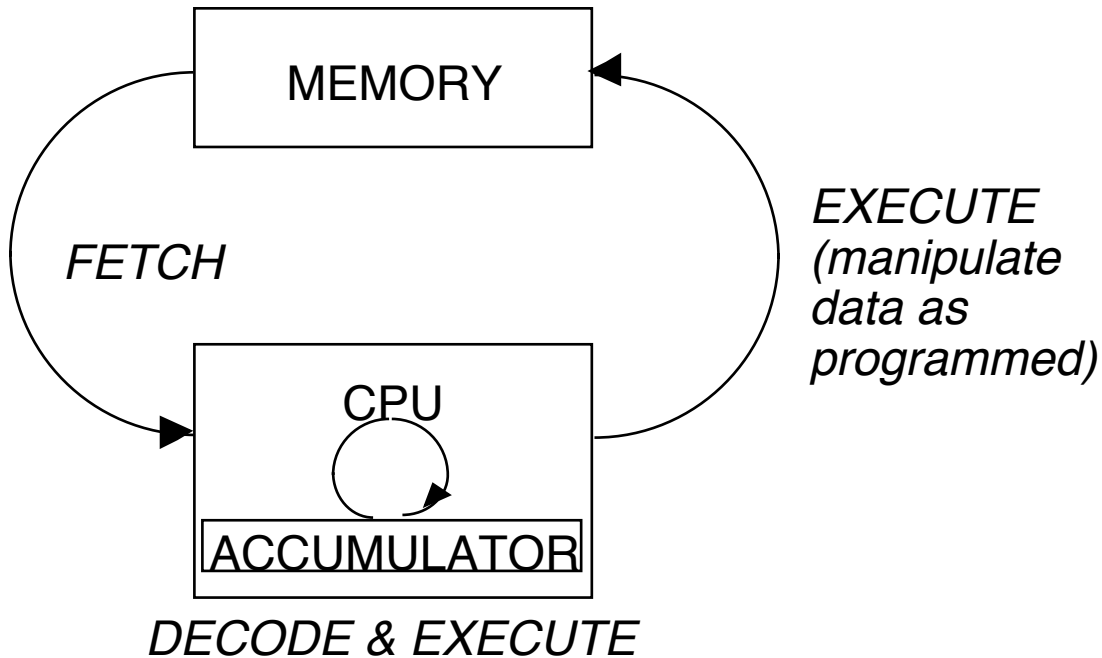 MEMORY
FETCH
EXECUTE
(manipulate
data as
programmed)
CPU
ACCUMULATOR
DECODE & EXECUTE